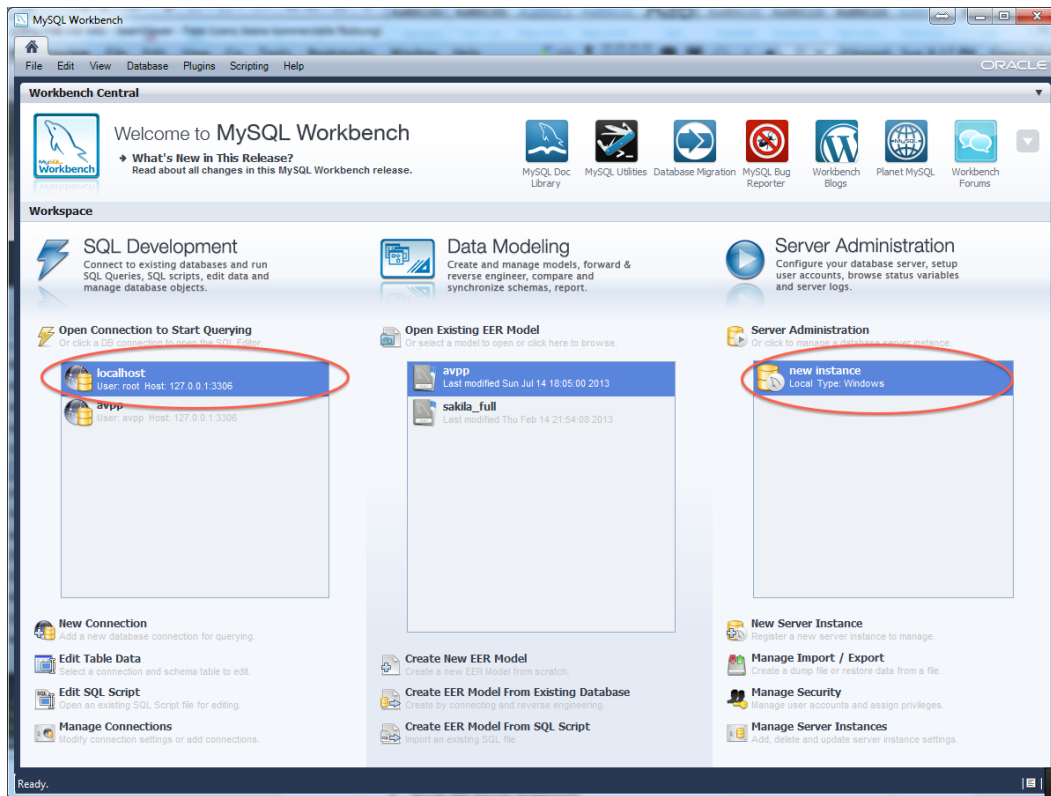 MySQL Workbench
File Edit View Database Plugins Scripting Help
ORACLE
Workbench Central
MySQL
Workbench
Welcome to MySQL Workbench
What's New in This Release?
Read about all changes in this MySQL Workbench release.
MySQL Doc
Library
MySQL Utilities
Database Migration
MySQL Bug
Reporter
Workbench
Blogs
Planet MySQL
Workbench
Forums
Workspace
SQL Development
Connect to existing databases and run
SQL Queries, SQL scripts, edit data and
manage database objects.
Open Connection to Start Querying
Or click a DB connection to open the SQL Editor.
localhost
User: root Host: 127.0.0.1:3306
avpp
User: avpp Host: 127.0.0.1:3306
New Connection
Add a new database connection for querying.
Edit Table Data
Select a connection and schema table to edit.
Edit SQL Script
Open an existing SQL Script file for editing.
Manage Connections
Modify connection settings or add connections.
Data Modeling
Create and manage models, forward &
reverse engineer, compare and
synchronize schemas, report.
Open Existing EER Model
Or select a model to open or click here to browse.
avpp
Last modified Sun Jul 14 18:05:00 2013
sakila_full
Last modified Thu Feb 14 21:54:08 2013
Create New EER Model
Create a new EER Model from scratch.
Create EER Model From Existing Database
Create by connecting and reverse engineering.
Create EER Model From SQL Script
Import an existing SQL file.
Server Administration
Configure your database server, setup
user accounts, browse status variables
and server logs.
Server Administration
Or click to manage a database server instance.
new instance
Local Type: Windows
New Server Instance
Register a new server instance to manage.
Manage Import / Export
Create a dump file or restore data from a file.
Manage Security
Manage user accounts and assign privileges.
Manage Server Instances
Add, delete and update server instance settings.
Ready.